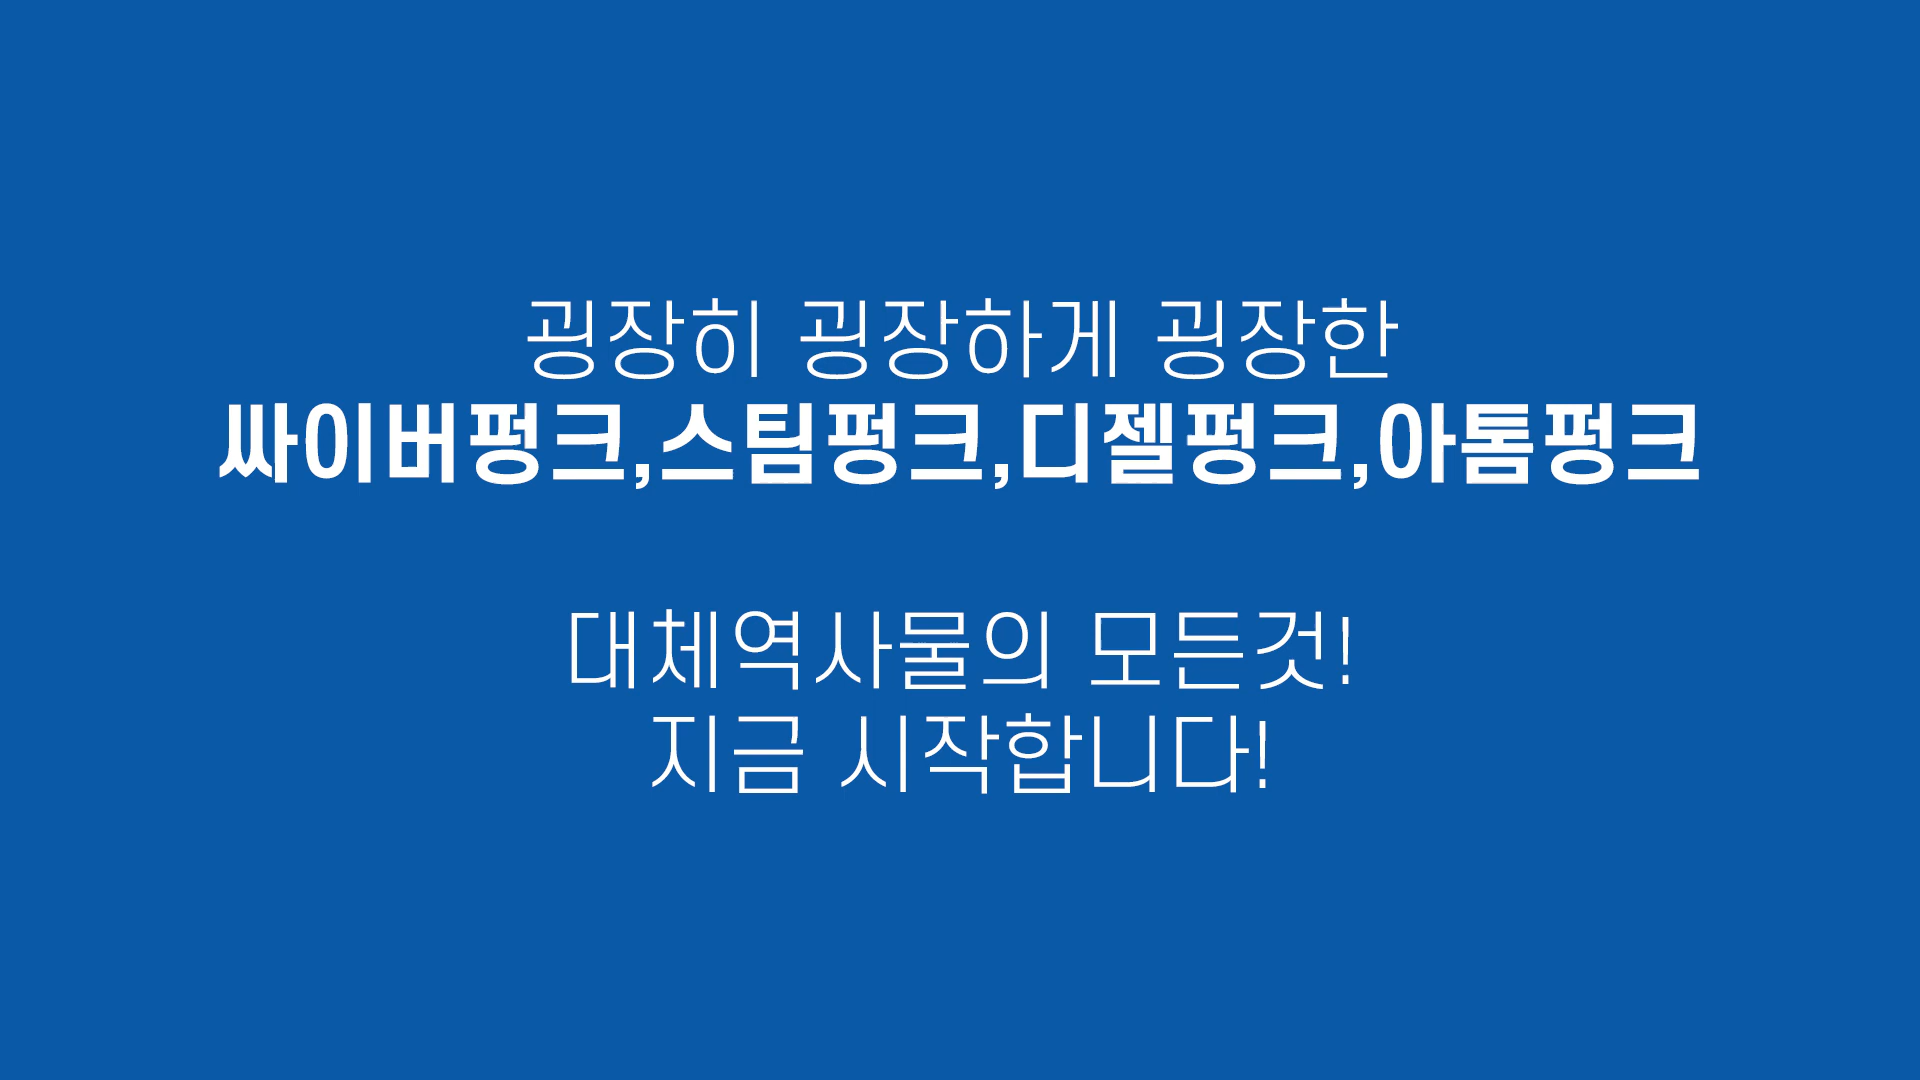 굉장히 굉장하게 굉장한
싸이버펑크,스팀펑크,디젤펑크,아톰펑크
대체역사물의 모든것!
지금 시작합니다!